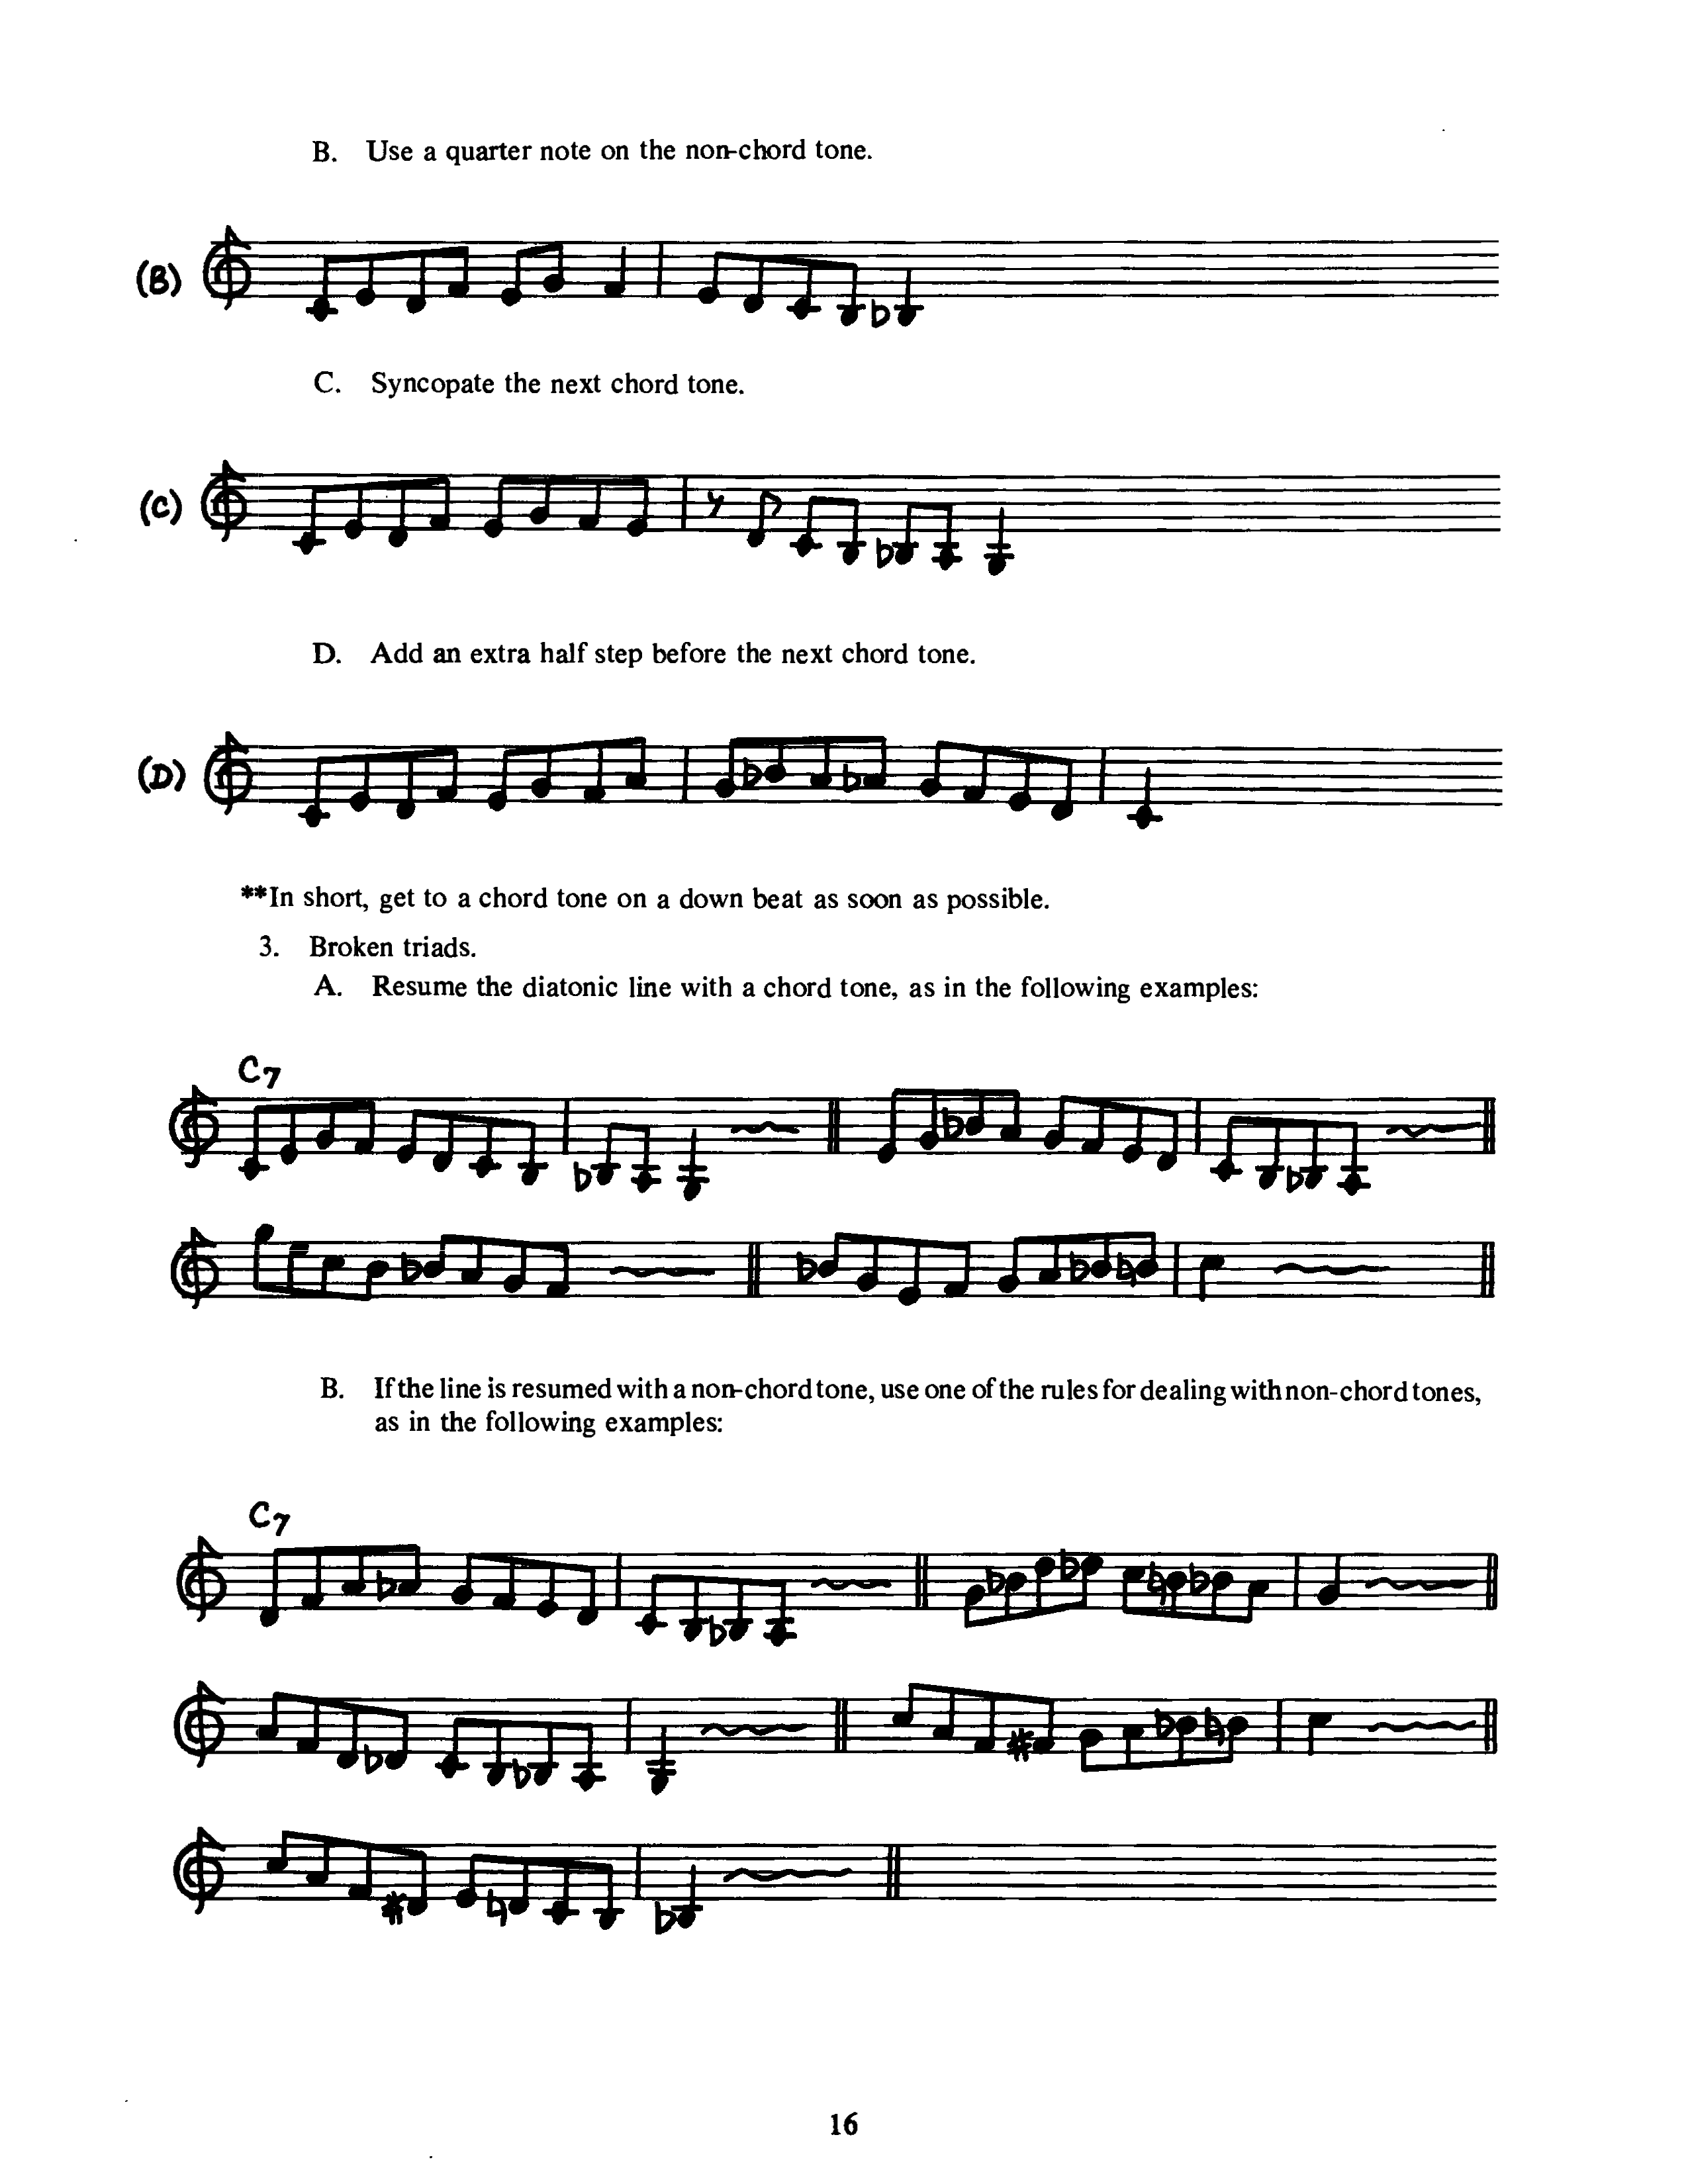 B. Use a quarter note on the non-chord tone.
(B)
C. Syncopate the next chord tone.
(C)
D. Add an extra half step before the next chord tone.
(D)
**In short, get to a chord tone on a down beat as soon as possible.
3. Broken triads.
A. Resume the diatonic line with a chord tone, as in the following examples:
C7
B. If the line is resumed with a non-chord tone, use one of the rules for dealing with non-chord tones,
as in the following examples:
C7
16